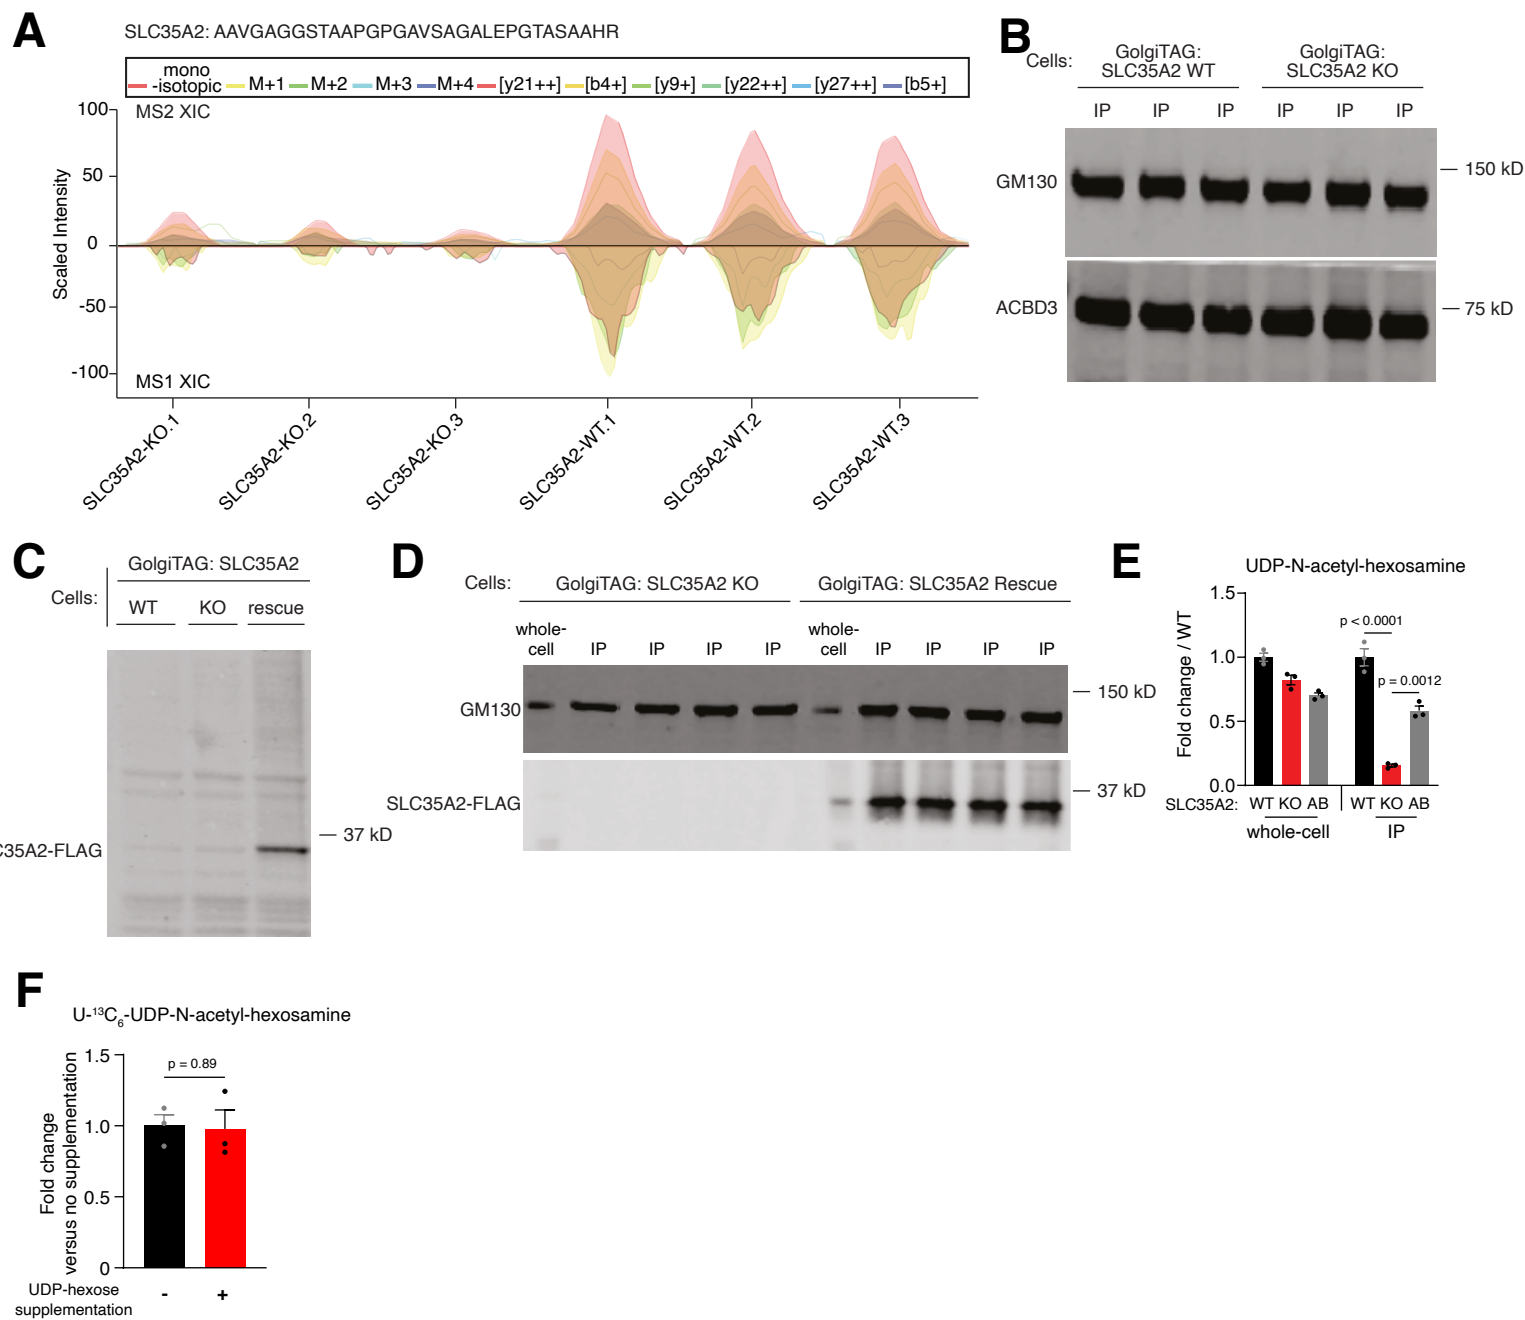 A
SLC35A2: AAVGAGGSTAAPGPGAVSAGALEPGTASAAHR
mono
-isotopic M+1 M+2 M+3 M+4 [y21++] [b4+] [y9+] [y22++] [y27++] [b5+]
MS2 XIC
Scaled Intensity
100
50
0
-50
-100
MS1 XIC
SLC35A2-KO.1
SLC35A2-KO.2
SLC35A2-KO.3
SLC35A2-WT.1
SLC35A2-WT.2
SLC35A2-WT.3
B
Cells:
GolgiTAG:
SLC35A2 WT
GolgiTAG:
SLC35A2 KO
IP IP IP IP IP IP
GM130
150 kD
ACBD3
75 kD
C
GolgiTAG: SLC35A2
Cells:
WT KO rescue
37 kD
C35A2-FLAG
D
Cells: GolgiTAG: SLC35A2 KO GolgiTAG: SLC35A2 Rescue
whole-
cell IP IP IP IP
whole-
cell IP IP IP IP
GM130
150 kD
SLC35A2-FLAG
37 kD
E
UDP-N-acetyl-hexosamine
Fold change / WT
1.5
1.0
0.5
0.0
p < 0.0001
p = 0.0012
SLC35A2: WT KO AB WT KO AB
whole-cell IP
F
U-¹³C₆-UDP-N-acetyl-hexosamine
Fold change
versus no supplementation
1.5
1.0
0.5
0
p = 0.89
UDP-hexose
supplementation
- +